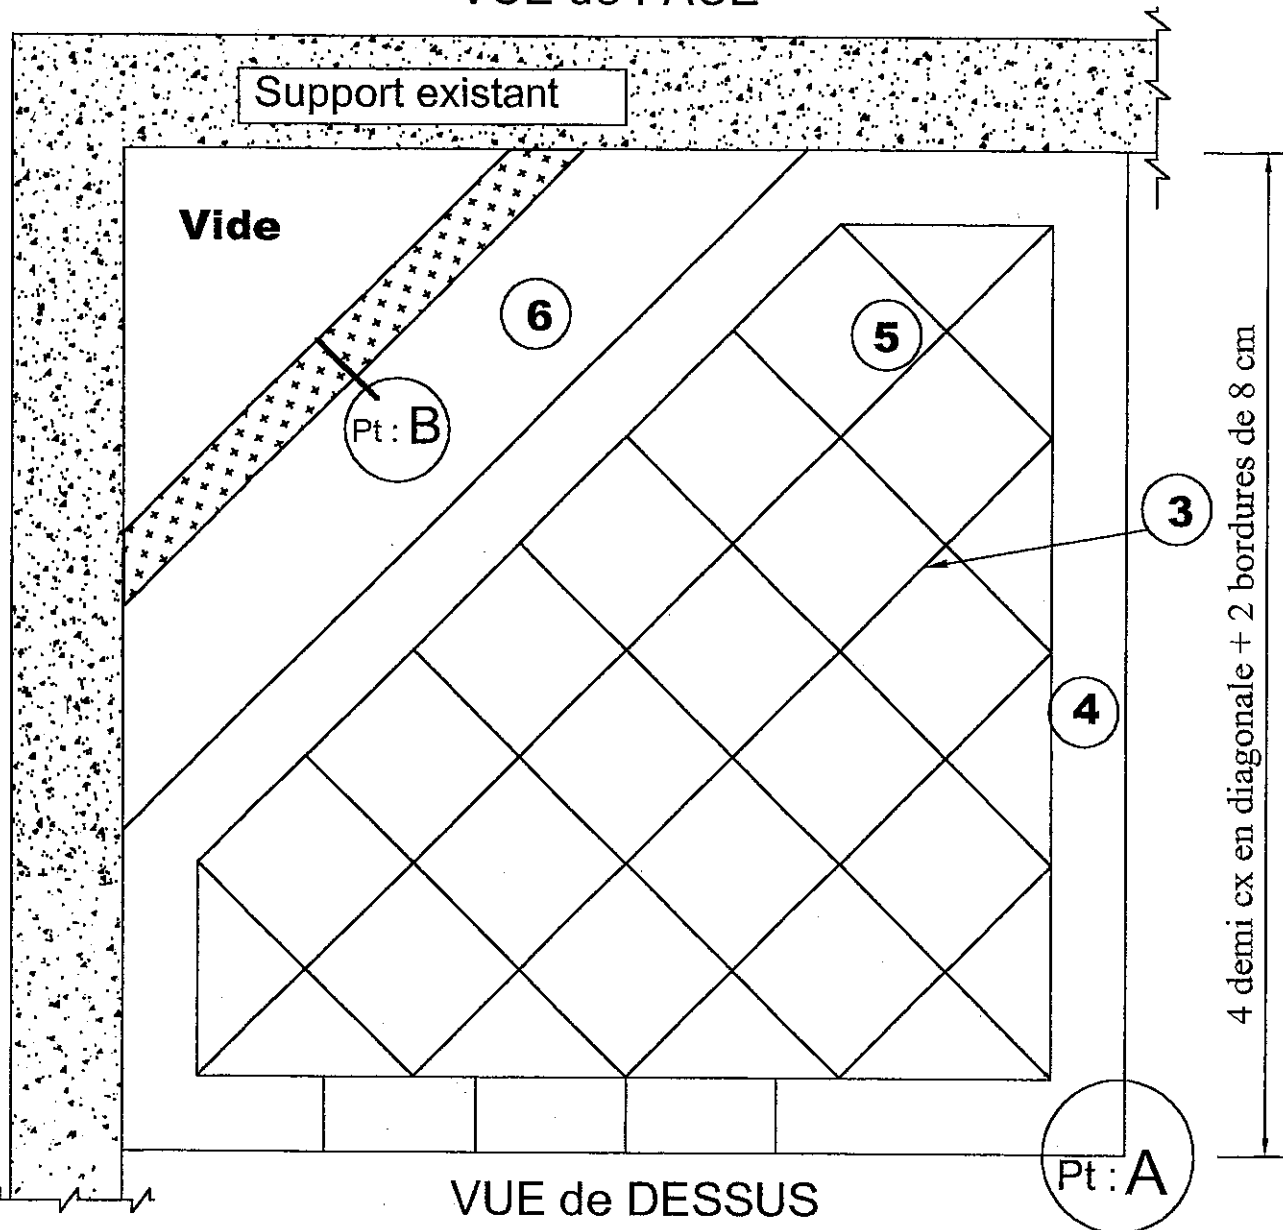 Support existant
Vide
6
5
Pt : B
3
4
4 demi cx en diagonale + 2 bordures de 8 cm
Pt : A
VUE de DESSUS